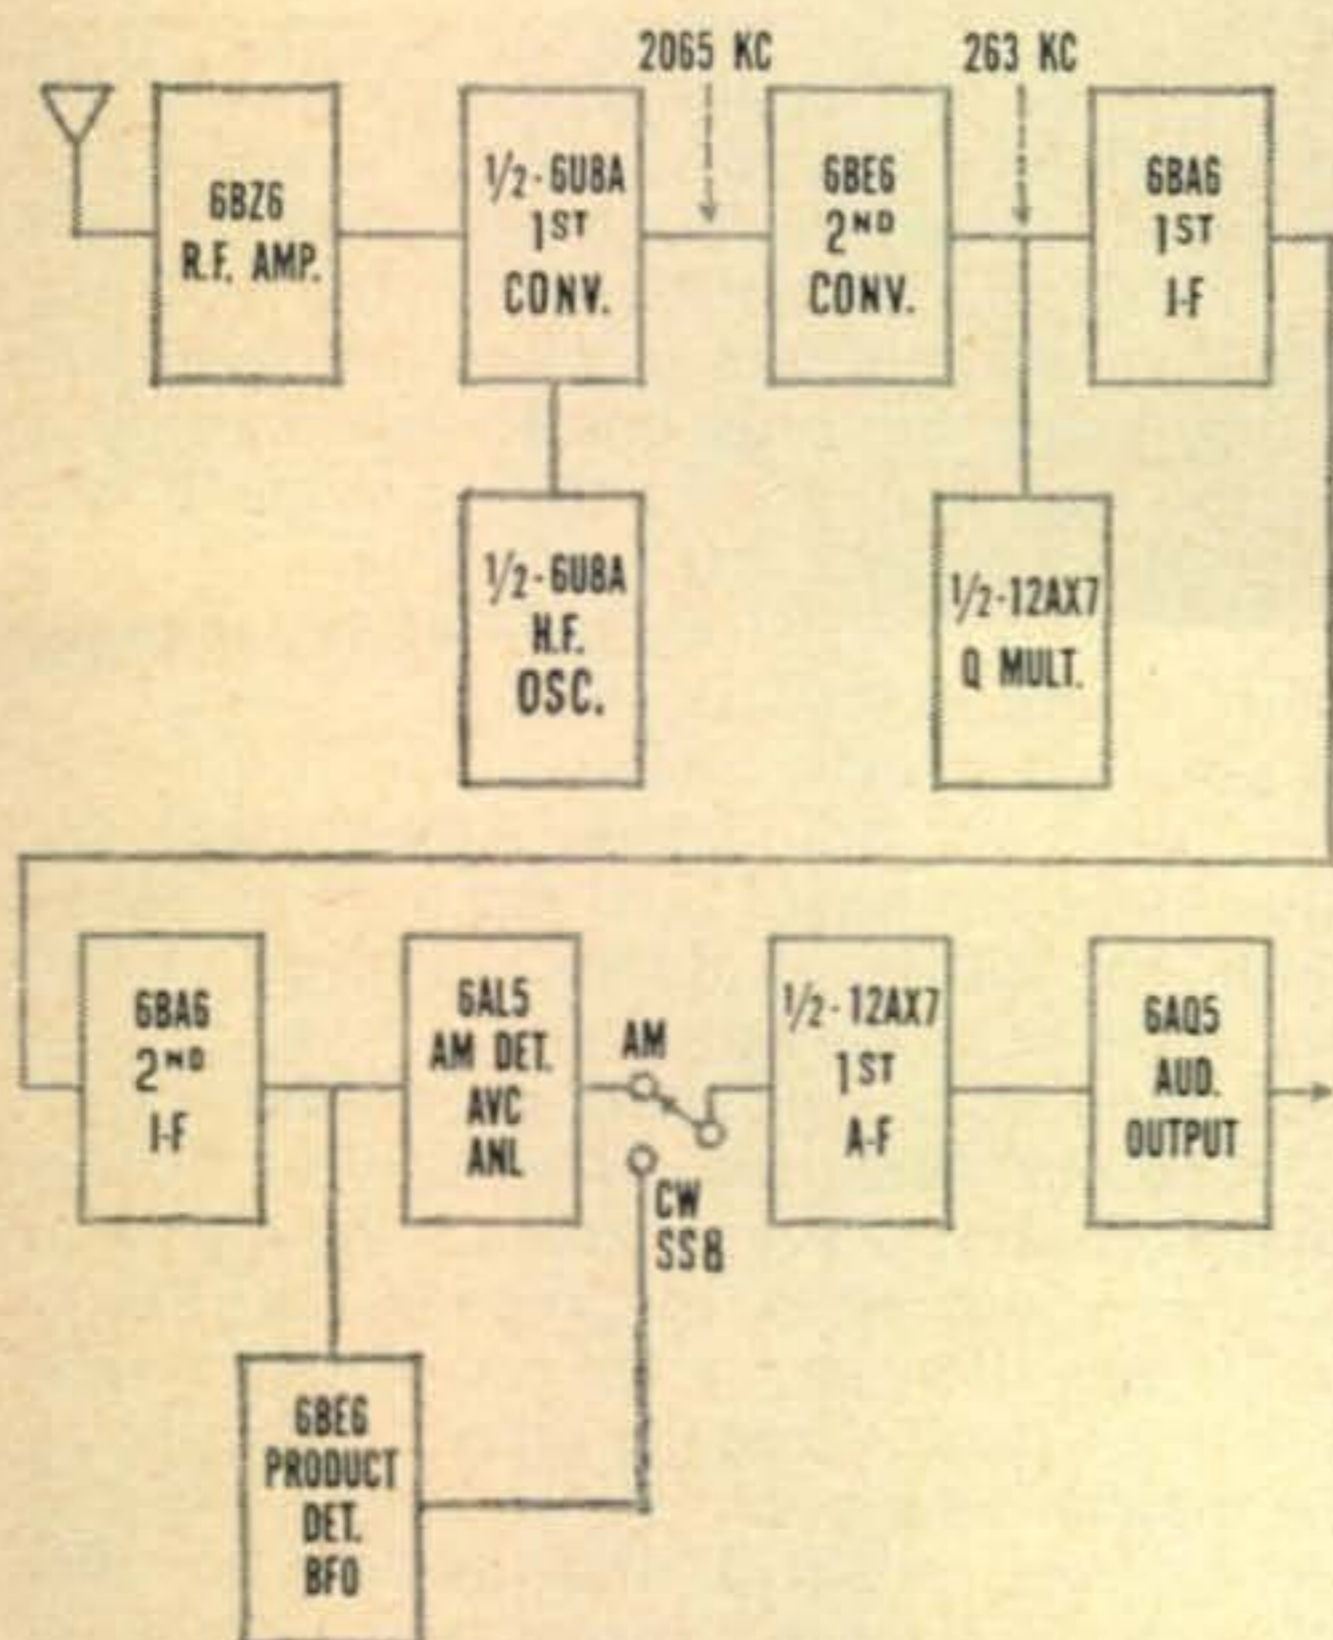 2065 KC
263 KC
6BZ6
R.F. AMP.
1/2-6U8A
1ST
CONV.
6BE6
2ND
CONV.
6BA6
1ST
I-F
1/2-6U8A
H.F.
OSC.
1/2-12AX7
Q MULT.
6BA6
2ND
I-F
6AL5
AM DET.
AVC
ANL
AM
CW
SSB
1/2-12AX7
1ST
A-F
6AQ5
AUD.
OUTPUT
6BE6
PRODUCT
DET.
BFO